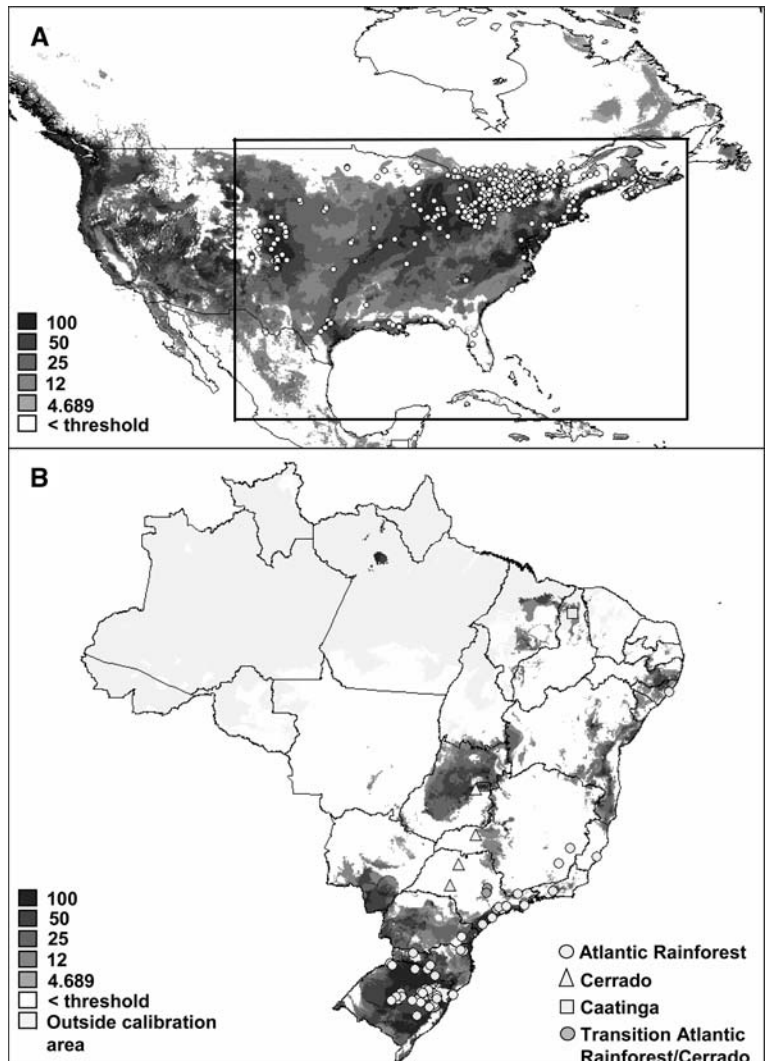 A
100
50
25
12
4.689
< threshold
B
100
50
25
12
4.689
< threshold
Outside calibration
area
Atlantic Rainforest
Cerrado
Caatinga
Transition Atlantic
Rainforest/Cerrado